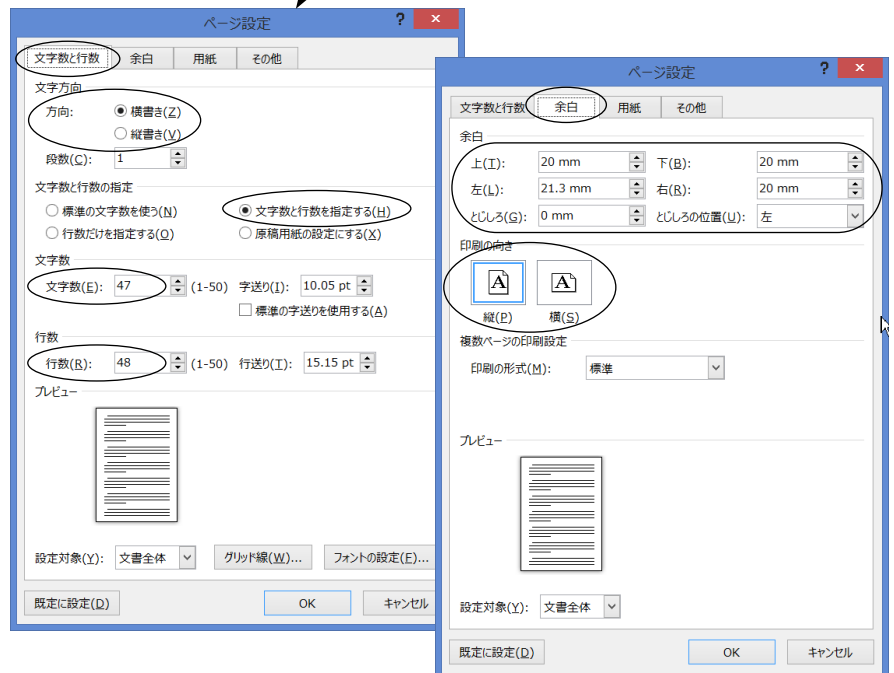 ページ設定
? ×
文字数と行数 余白 用紙 その他
文字方向
方向: 横書き(Z)
縦書き(V)
段数(C): 1
文字数と行数の指定
標準の文字数を使う(N) 文字数と行数を指定する(H)
行数だけを指定する(O) 原稿用紙の設定にする(X)
文字数
文字数(E): 47 (1-50) 字送り(I): 10.05 pt
標準の字送りを使用する(A)
行数
行数(R): 48 (1-50) 行送り(T): 15.15 pt
プレビュー
設定対象(Y): 文書全体 グリッド線(W)... フォントの設定(F)...
既定に設定(D) OK キャンセル
ページ設定
? ×
文字数と行数 余白 用紙 その他
余白
上(T): 20 mm 下(B): 20 mm
左(L): 21.3 mm 右(R): 20 mm
とじしろ(G): 0 mm とじしろの位置(U): 左
印刷の向き
A A
縦(P) 横(S)
複数ページの印刷設定
印刷の形式(M): 標準
プレビュー
設定対象(Y): 文書全体
既定に設定(D) OK キャンセル